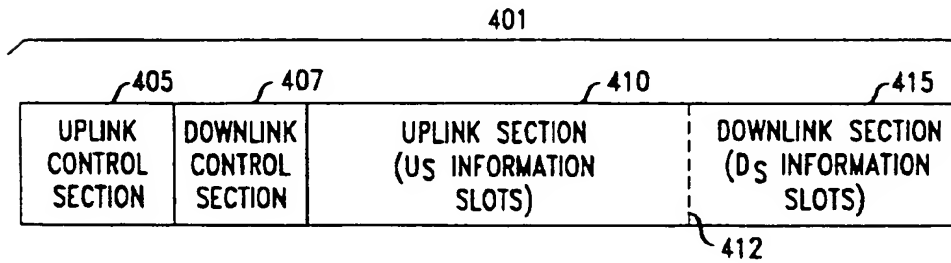 401
405
407
410
415
UPLINK CONTROL SECTION
DOWNLINK CONTROL SECTION
UPLINK SECTION (US INFORMATION SLOTS)
DOWNLINK SECTION (DS INFORMATION SLOTS)
412